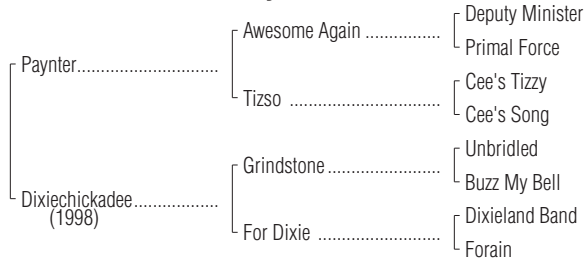 Deputy Minister
Awesome Again ................
Primal Force
Paynter..............................
Cee's Tizzy
Tizso ................................
Cee's Song
Unbridled
Grindstone........................
Buzz My Bell
Dixiechickadee..................
(1998)
Dixieland Band
For Dixie ..........................
Forain